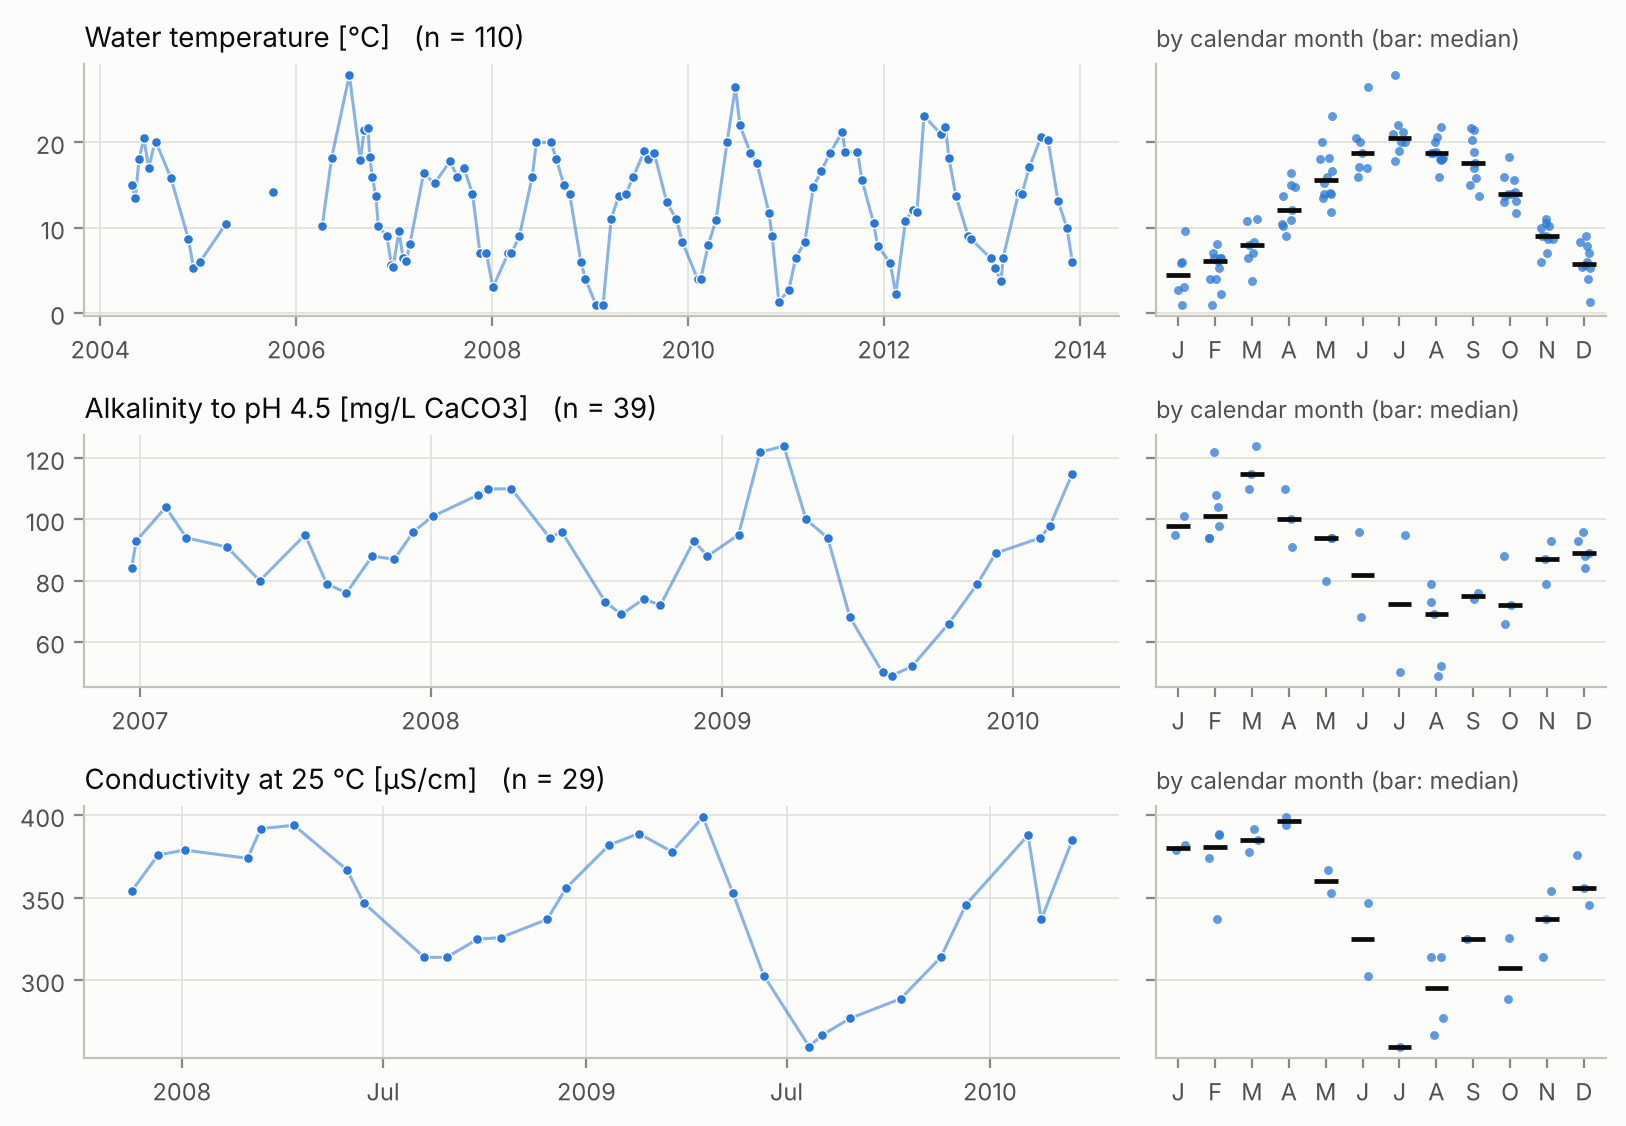 Water temperature [°C] (n = 110)
by calendar month (bar: median)
20
10
0
2004 2006 2008 2010 2012 2014
J F M A M J J A S O N D
Alkalinity to pH 4.5 [mg/L CaCO3] (n = 39)
by calendar month (bar: median)
120
100
80
60
2007 2008 2009 2010
J F M A M J J A S O N D
Conductivity at 25 °C [µS/cm] (n = 29)
by calendar month (bar: median)
400
350
300
2008 Jul 2009 Jul 2010
J F M A M J J A S O N D